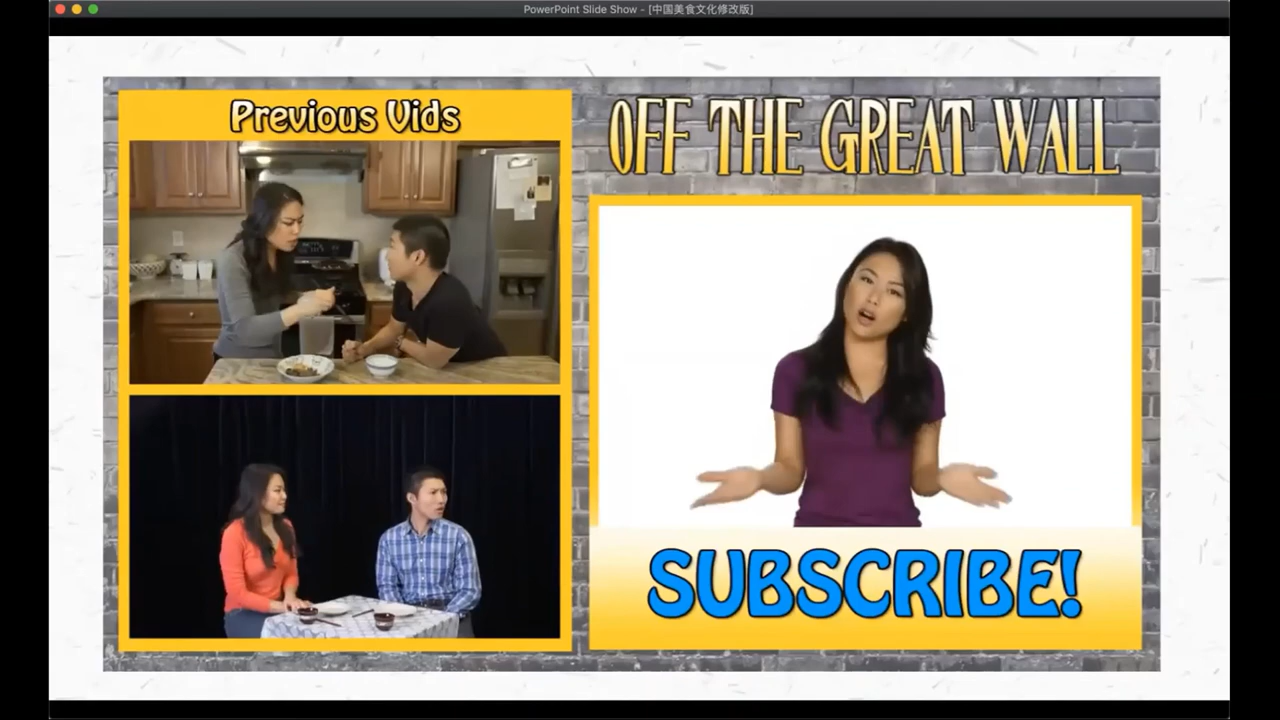 PowerPoint Slide Show - [中国美食文化修改版]
Previous Vids
OFF THE GREAT WALL
SUBSCRIBE!